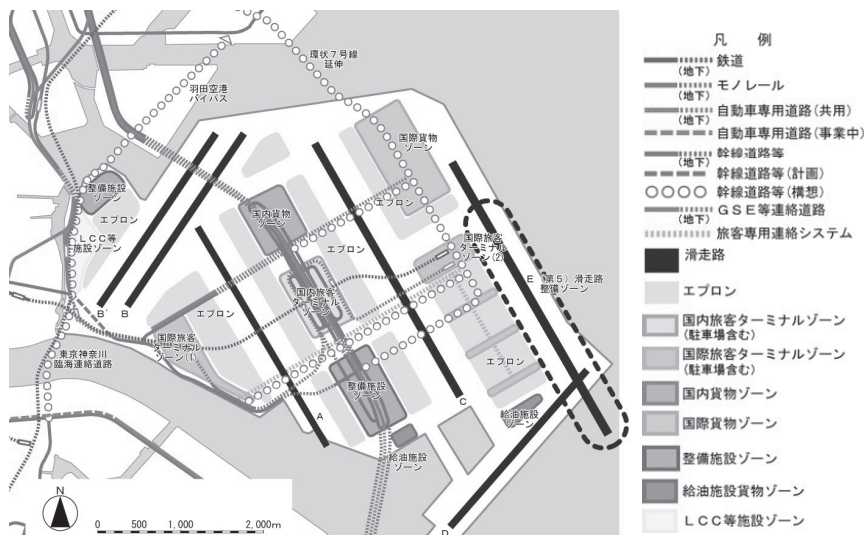 環状7号線
延伸
羽田空港
バイパス
国際貨物
ゾーン
整備施設
ゾーン
エプロン
エプロン
国内貨物
ゾーン
LCC等
施設ゾーン
エプロン
国際旅客
ターミナル
ゾーン(2)
E (第5) 滑走路
整備ゾーン
国内旅客
ターミナル
ゾーン
エプロン
B'
B
国際旅客
ターミナル
ゾーン(1)
東京神奈川
臨海連絡道路
エプロン
整備施設
ゾーン
A
C
給油施設
ゾーン
給油施設
ゾーン
D
N
0 500 1,000 2,000m
凡 例
鉄道
(地下)
モノレール
(地下)
自動車専用道路(共用)
(地下)
自動車専用道路(事業中)
幹線道路等
(地下)
幹線道路等(計画)
幹線道路等(構想)
GSE等連絡道路
(地下)
旅客専用連絡システム
滑走路
エプロン
国内旅客ターミナルゾーン
(駐車場含む)
国際旅客ターミナルゾーン
(駐車場含む)
国内貨物ゾーン
国際貨物ゾーン
整備施設ゾーン
給油施設貨物ゾーン
LCC等施設ゾーン